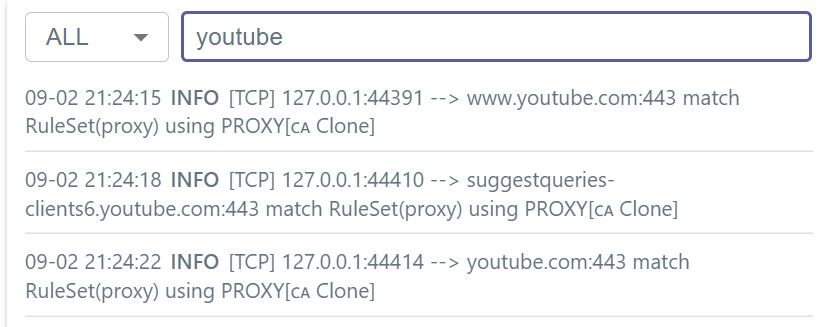 ALL
youtube
09-02 21:24:15 INFO [TCP] 127.0.0.1:44391 --> www.youtube.com:443 match
RuleSet(proxy) using PROXY[ᴄᴀ Clone]
09-02 21:24:18 INFO [TCP] 127.0.0.1:44410 --> suggestqueries-
clients6.youtube.com:443 match RuleSet(proxy) using PROXY[ᴄᴀ Clone]
09-02 21:24:22 INFO [TCP] 127.0.0.1:44414 --> youtube.com:443 match
RuleSet(proxy) using PROXY[ᴄᴀ Clone]